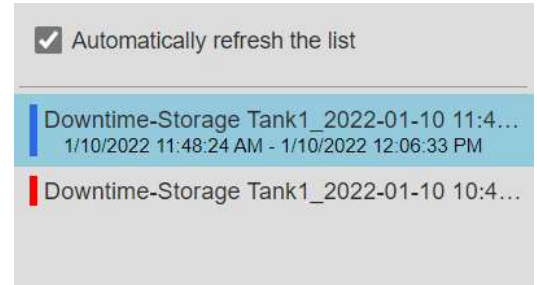 Automatically refresh the list
Downtime-Storage Tank1_2022-01-10 11:4...
1/10/2022 11:48:24 AM - 1/10/2022 12:06:33 PM
Downtime-Storage Tank1_2022-01-10 10:4...